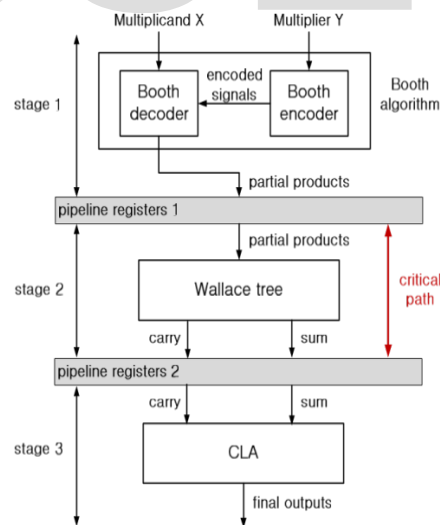 Multiplicand X
Multiplier Y
stage 1
Booth
decoder
encoded
signals
Booth
encoder
Booth
algorithm
partial products
pipeline registers 1
partial products
stage 2
Wallace tree
critical
path
carry
sum
pipeline registers 2
carry
sum
stage 3
CLA
final outputs